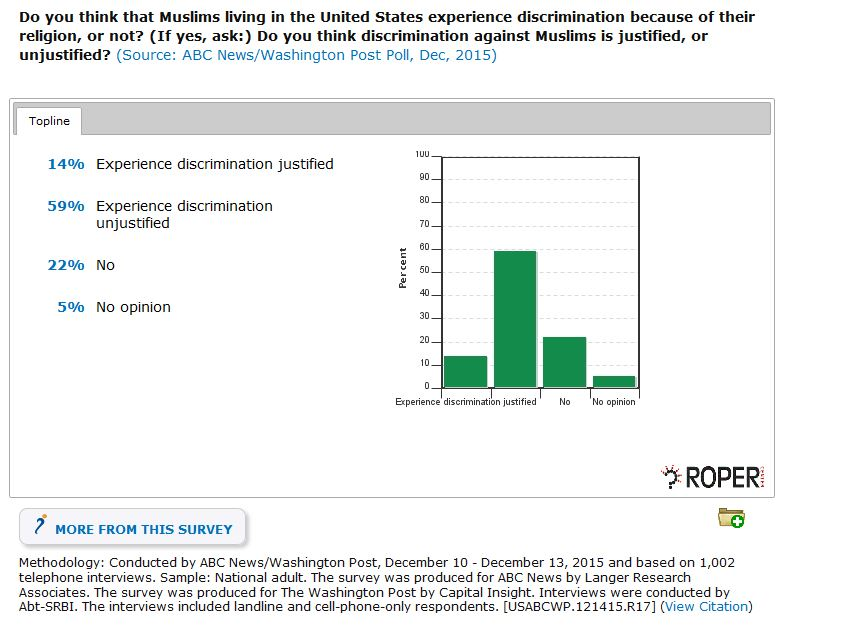 Do you think that Muslims living in the United States experience discrimination because of their
religion, or not? (If yes, ask:) Do you think discrimination against Muslims is justified, or
unjustified? (Source: ABC News/Washington Post Poll, Dec, 2015)
Topline
14% Experience discrimination justified
59% Experience discrimination
unjustified
22% No
5% No opinion
100
90
80
70
60
50
40
30
20
10
0
Percent
Experience discrimination justified No No opinion
ROPER
MORE FROM THIS SURVEY
Methodology: Conducted by ABC News/Washington Post, December 10 - December 13, 2015 and based on 1,002
telephone interviews. Sample: National adult. The survey was produced for ABC News by Langer Research
Associates. The survey was produced for The Washington Post by Capital Insight. Interviews were conducted by
Abt-SRBI. The interviews included landline and cell-phone-only respondents. [USABCWP.121415.R17] (View Citation)